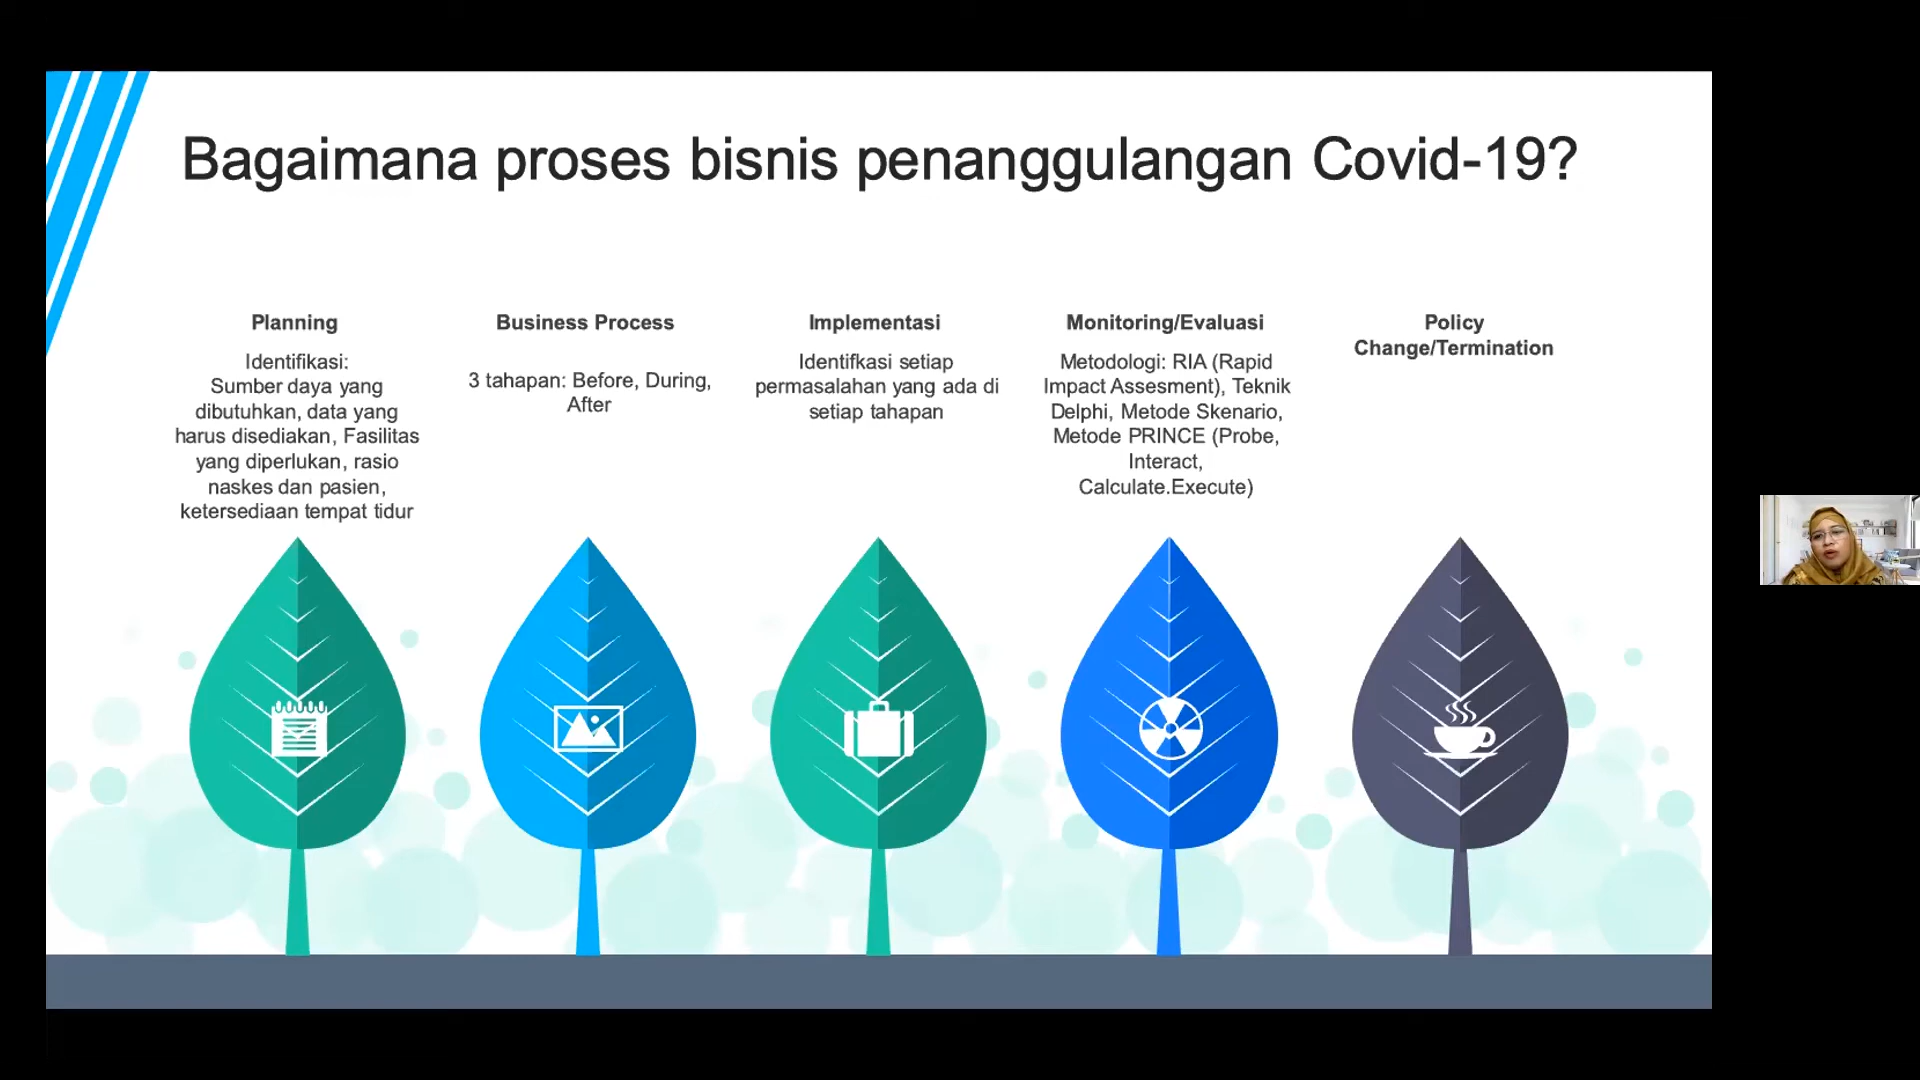 Bagaimana proses bisnis penanggulangan Covid-19?
Planning
Identifikasi:
Sumber daya yang
dibutuhkan, data yang
harus disediakan, Fasilitas
yang diperlukan, rasio
naskes dan pasien,
ketersediaan tempat tidur
Business Process
3 tahapan: Before, During,
After
Implementasi
Identifkasi setiap
permasalahan yang ada di
setiap tahapan
Monitoring/Evaluasi
Metodologi: RIA (Rapid
Impact Assesment), Teknik
Delphi, Metode Skenario,
Metode PRINCE (Probe,
Interact,
Calculate.Execute)
Policy
Change/Termination